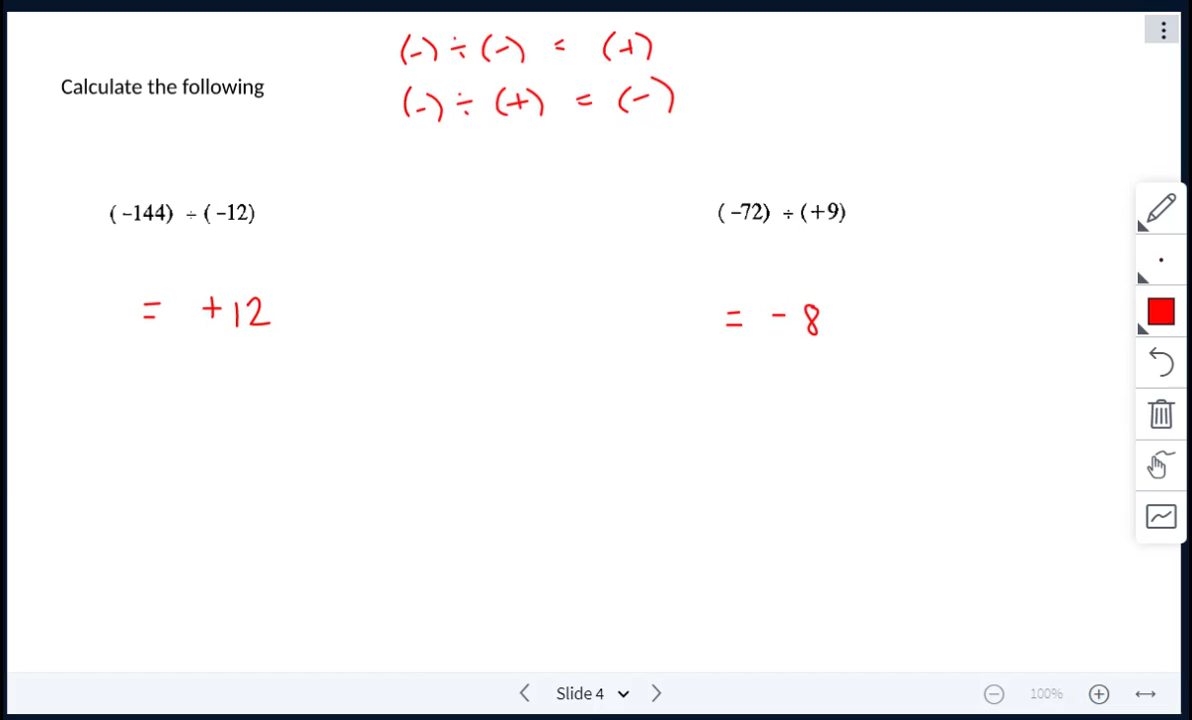 (-) ÷ (-) = (+)
Calculate the following
(-) ÷ (+) = (-)
(-144) ÷ (-12)
(-72) ÷ (+9)
= +12
= - 8
Slide 4
100%